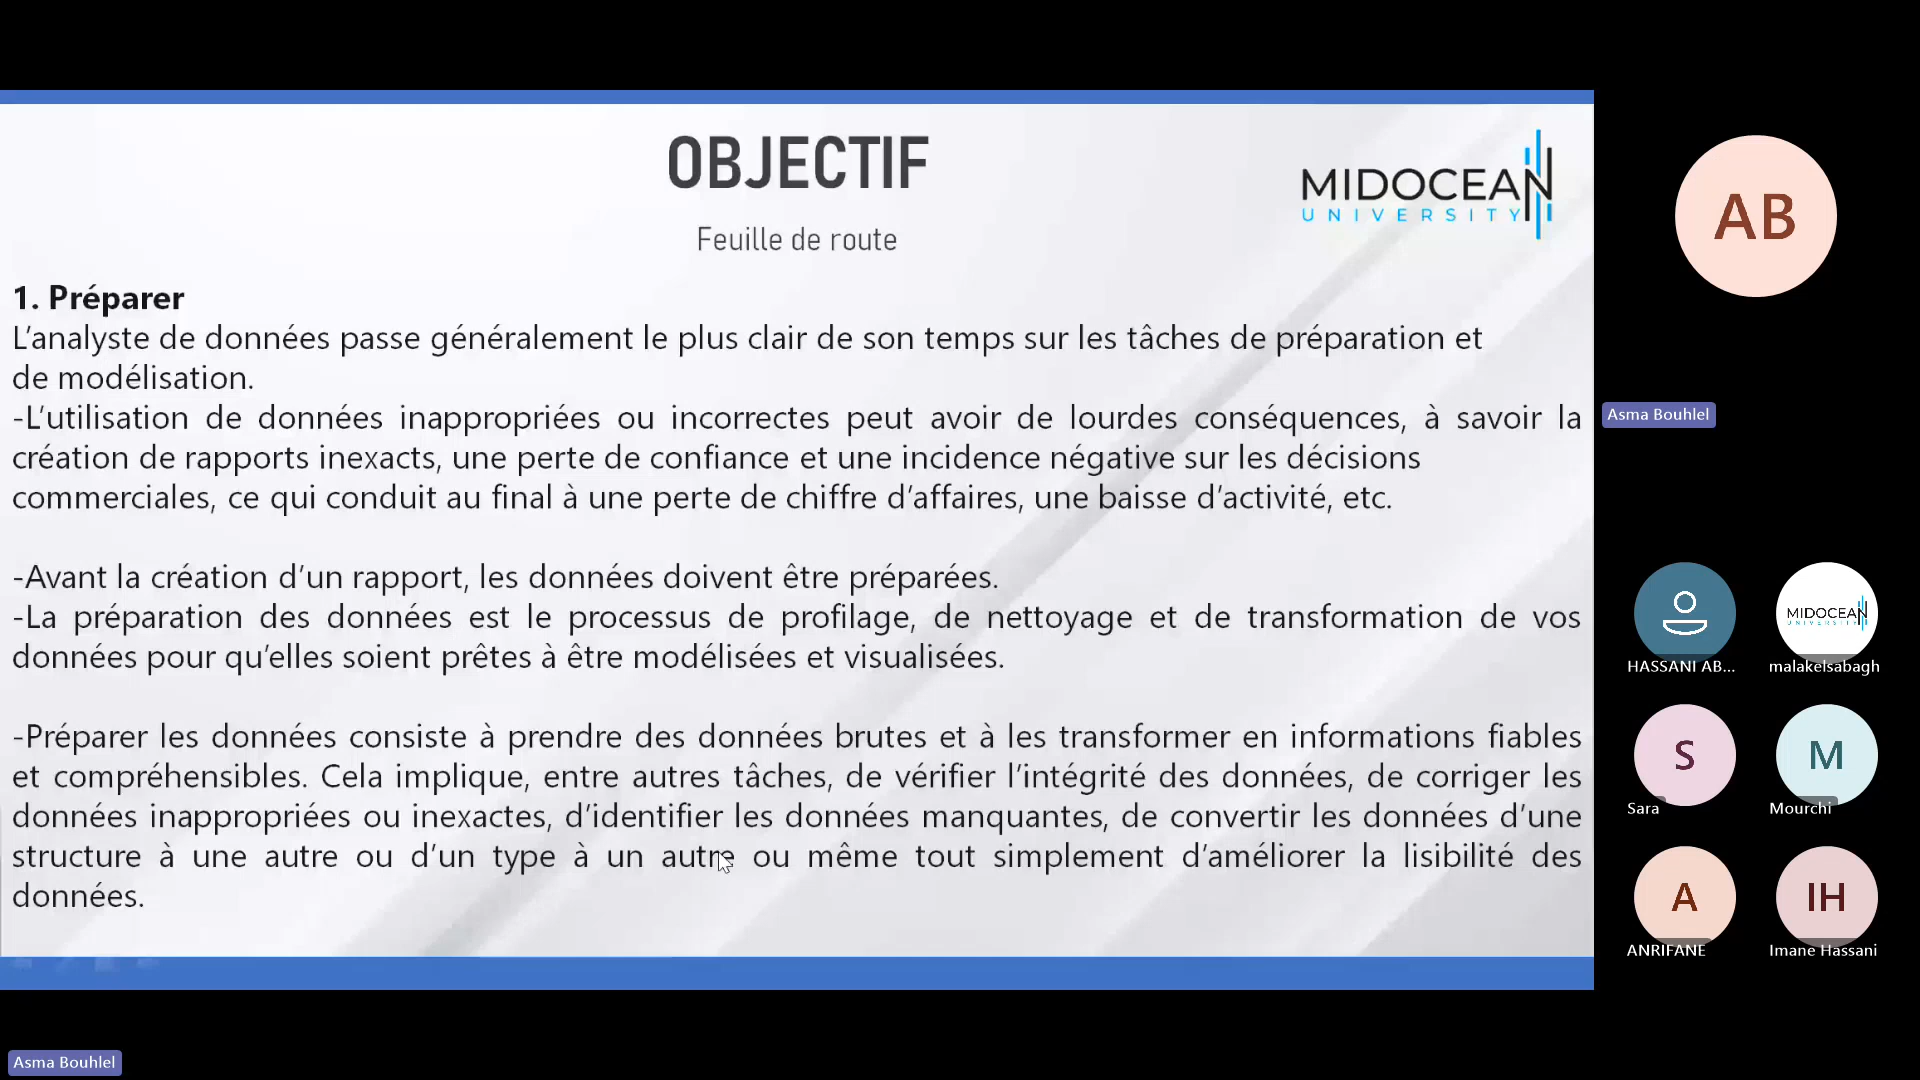 OBJECTIF
MIDOCEAN
UNIVERSITY
Feuille de route
1. Préparer
L’analyste de données passe généralement le plus clair de son temps sur les tâches de préparation et
de modélisation.
-L’utilisation de données inappropriées ou incorrectes peut avoir de lourdes conséquences, à savoir la
création de rapports inexacts, une perte de confiance et une incidence négative sur les décisions
commerciales, ce qui conduit au final à une perte de chiffre d’affaires, une baisse d’activité, etc.
-Avant la création d’un rapport, les données doivent être préparées.
-La préparation des données est le processus de profilage, de nettoyage et de transformation de vos
données pour qu’elles soient prêtes à être modélisées et visualisées.
-Préparer les données consiste à prendre des données brutes et à les transformer en informations fiables
et compréhensibles. Cela implique, entre autres tâches, de vérifier l’intégrité des données, de corriger les
données inappropriées ou inexactes, d’identifier les données manquantes, de convertir les données d’une
structure à une autre ou d’un type à un autre ou même tout simplement d’améliorer la lisibilité des
données.
AB
Asma Bouhlel
HASSANI AB...
MIDOCEAN
UNIVERSITY
malakelsabagh
S
Sara
M
Mourchi
A
ANRIFANE
IH
Imane Hassani
Asma Bouhlel